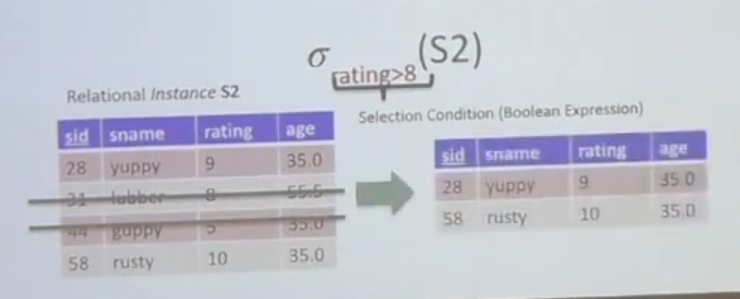 σ rating>8 (S2)
Relational Instance S2
Selection Condition (Boolean Expression)
sid sname rating age
28 yuppy 9 35.0
31 lubber 8 55.5
44 guppy 5 35.0
58 rusty 10 35.0
sid sname rating age
28 yuppy 9 35.0
58 rusty 10 35.0